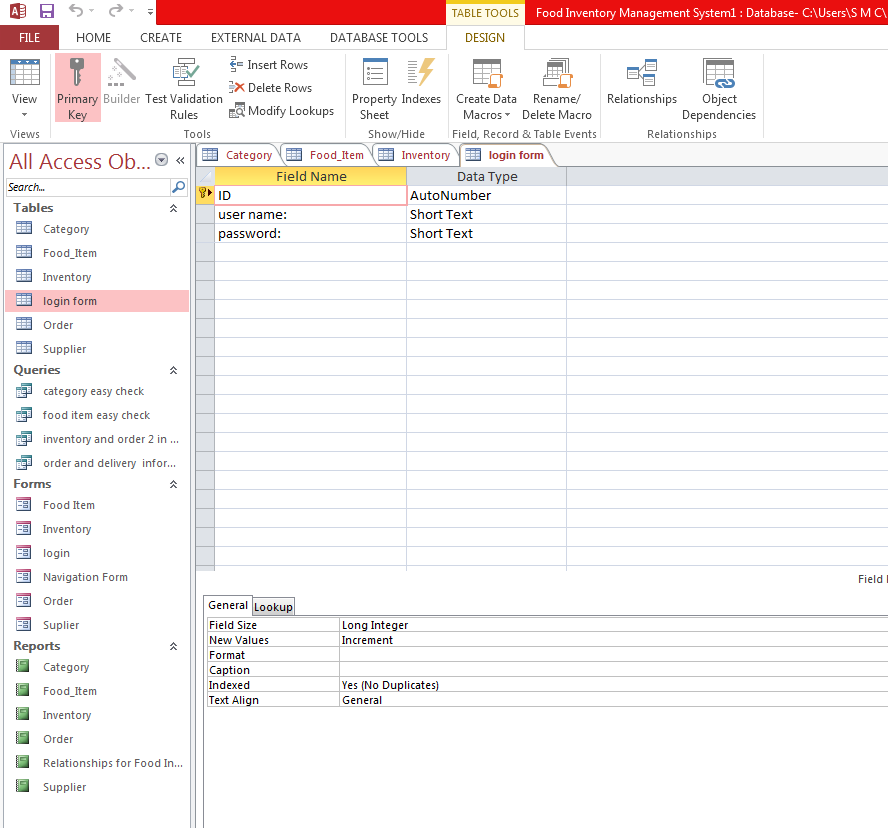 TABLE TOOLS
Food Inventory Management System1 : Database- C:\Users\S M C\
FILE HOME CREATE EXTERNAL DATA DATABASE TOOLS DESIGN
View
Primary Key
Builder
Test Validation Rules
Insert Rows
Delete Rows
Modify Lookups
Property Sheet
Indexes
Create Data Macros
Rename/ Delete Macro
Relationships
Object Dependencies
Views Tools Show/Hide Field, Record & Table Events Relationships
All Access Ob...
Search...
Tables
Category
Food_Item
Inventory
login form
Order
Supplier
Queries
category easy check
food item easy check
inventory and order 2 in ...
order and delivery infor...
Forms
Food Item
Inventory
login
Navigation Form
Order
Suplier
Reports
Category
Food_Item
Inventory
Order
Relationships for Food In...
Supplier
Category Food_Item Inventory login form
Field Name Data Type
ID AutoNumber
user name: Short Text
password: Short Text
Field
General Lookup
Field Size Long Integer
New Values Increment
Format
Caption
Indexed Yes (No Duplicates)
Text Align General